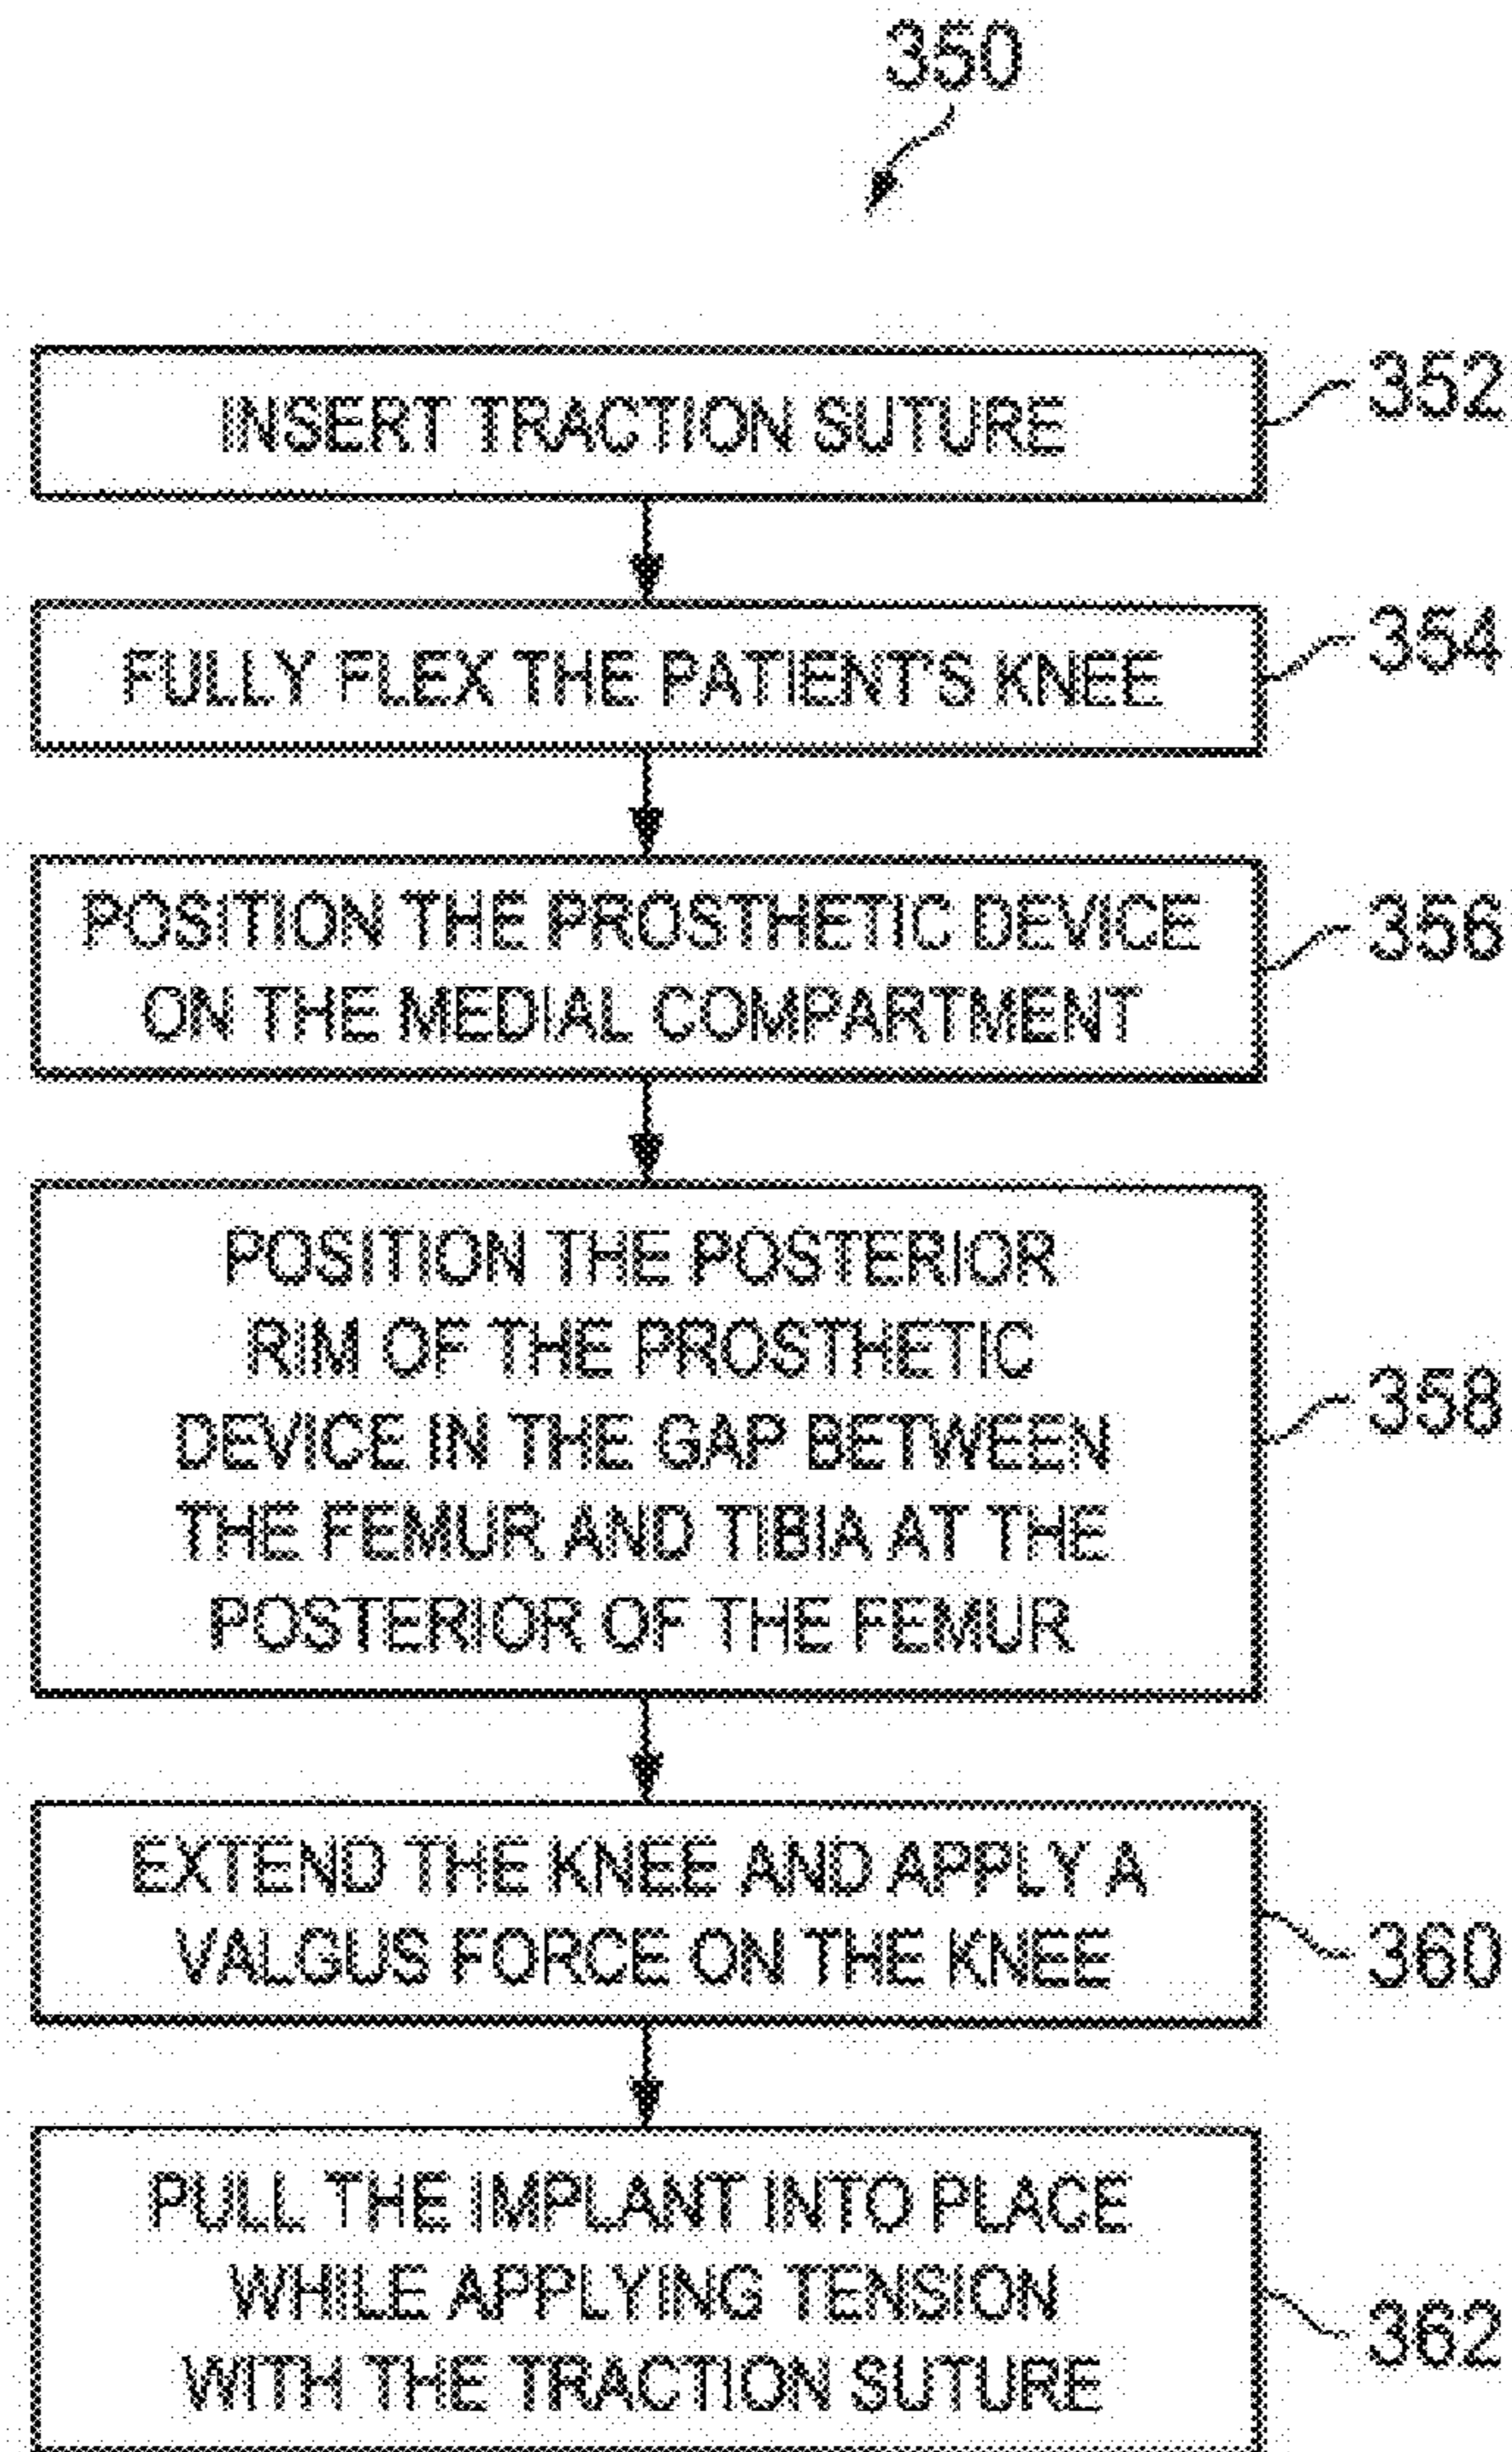 350
INSERT TRACTION SUTURE
352
FULLY FLEX THE PATIENT'S KNEE
354
POSITION THE PROSTHETIC DEVICE
ON THE MEDIAL COMPARTMENT
356
POSITION THE POSTERIOR
RIM OF THE PROSTHETIC
DEVICE IN THE GAP BETWEEN
THE FEMUR AND TIBIA AT THE
POSTERIOR OF THE FEMUR
358
EXTEND THE KNEE AND APPLY A
VALGUS FORCE ON THE KNEE
360
PULL THE IMPLANT INTO PLACE
WHILE APPLYING TENSION
WITH THE TRACTION SUTURE
362